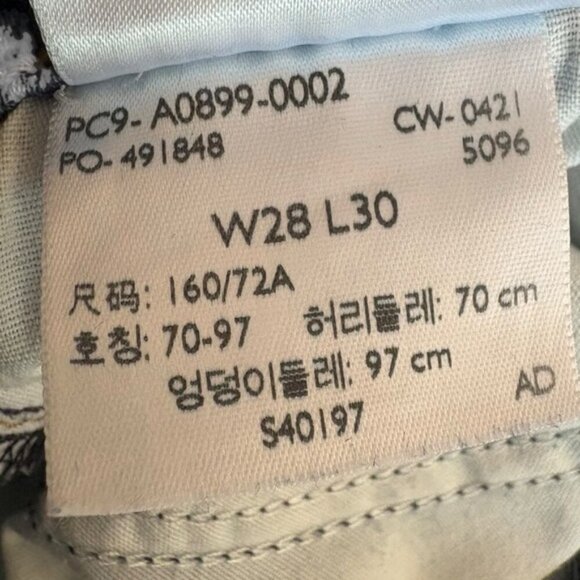 PC9-A0899-0002 CW-0421
PO-491848 5096
W28 L30
尺码: 160/72A
호칭: 70-97 허리둘레: 70 cm
엉덩이둘레: 97 cm
S40197 AD